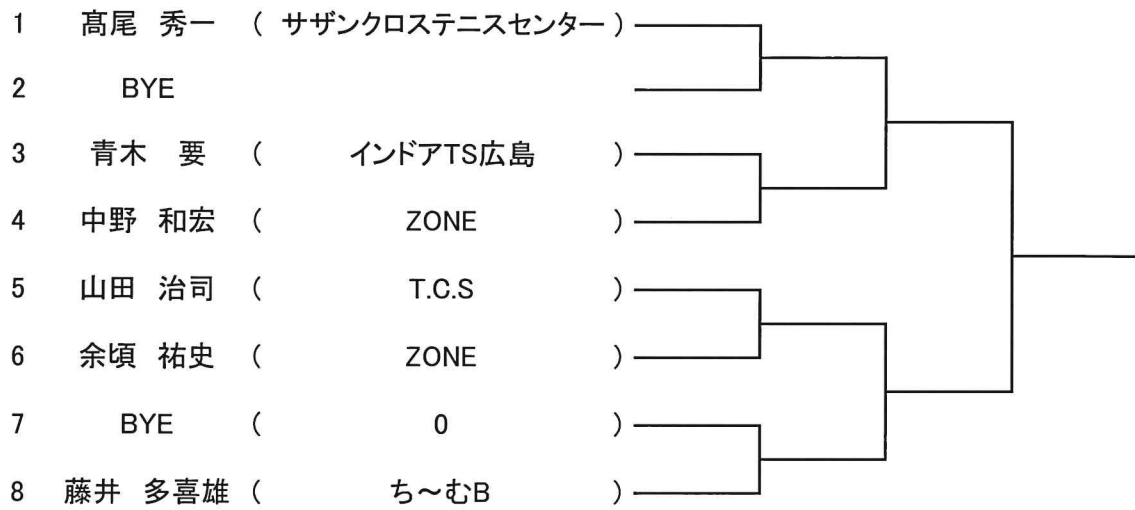 1 髙尾 秀一 ( サザンクロステニスセンター )
2 BYE
3 青木 要 ( インドアTS広島 )
4 中野 和宏 ( ZONE )
5 山田 治司 ( T.C.S )
6 余頃 祐史 ( ZONE )
7 BYE ( 0 )
8 藤井 多喜雄 ( ち～むB )